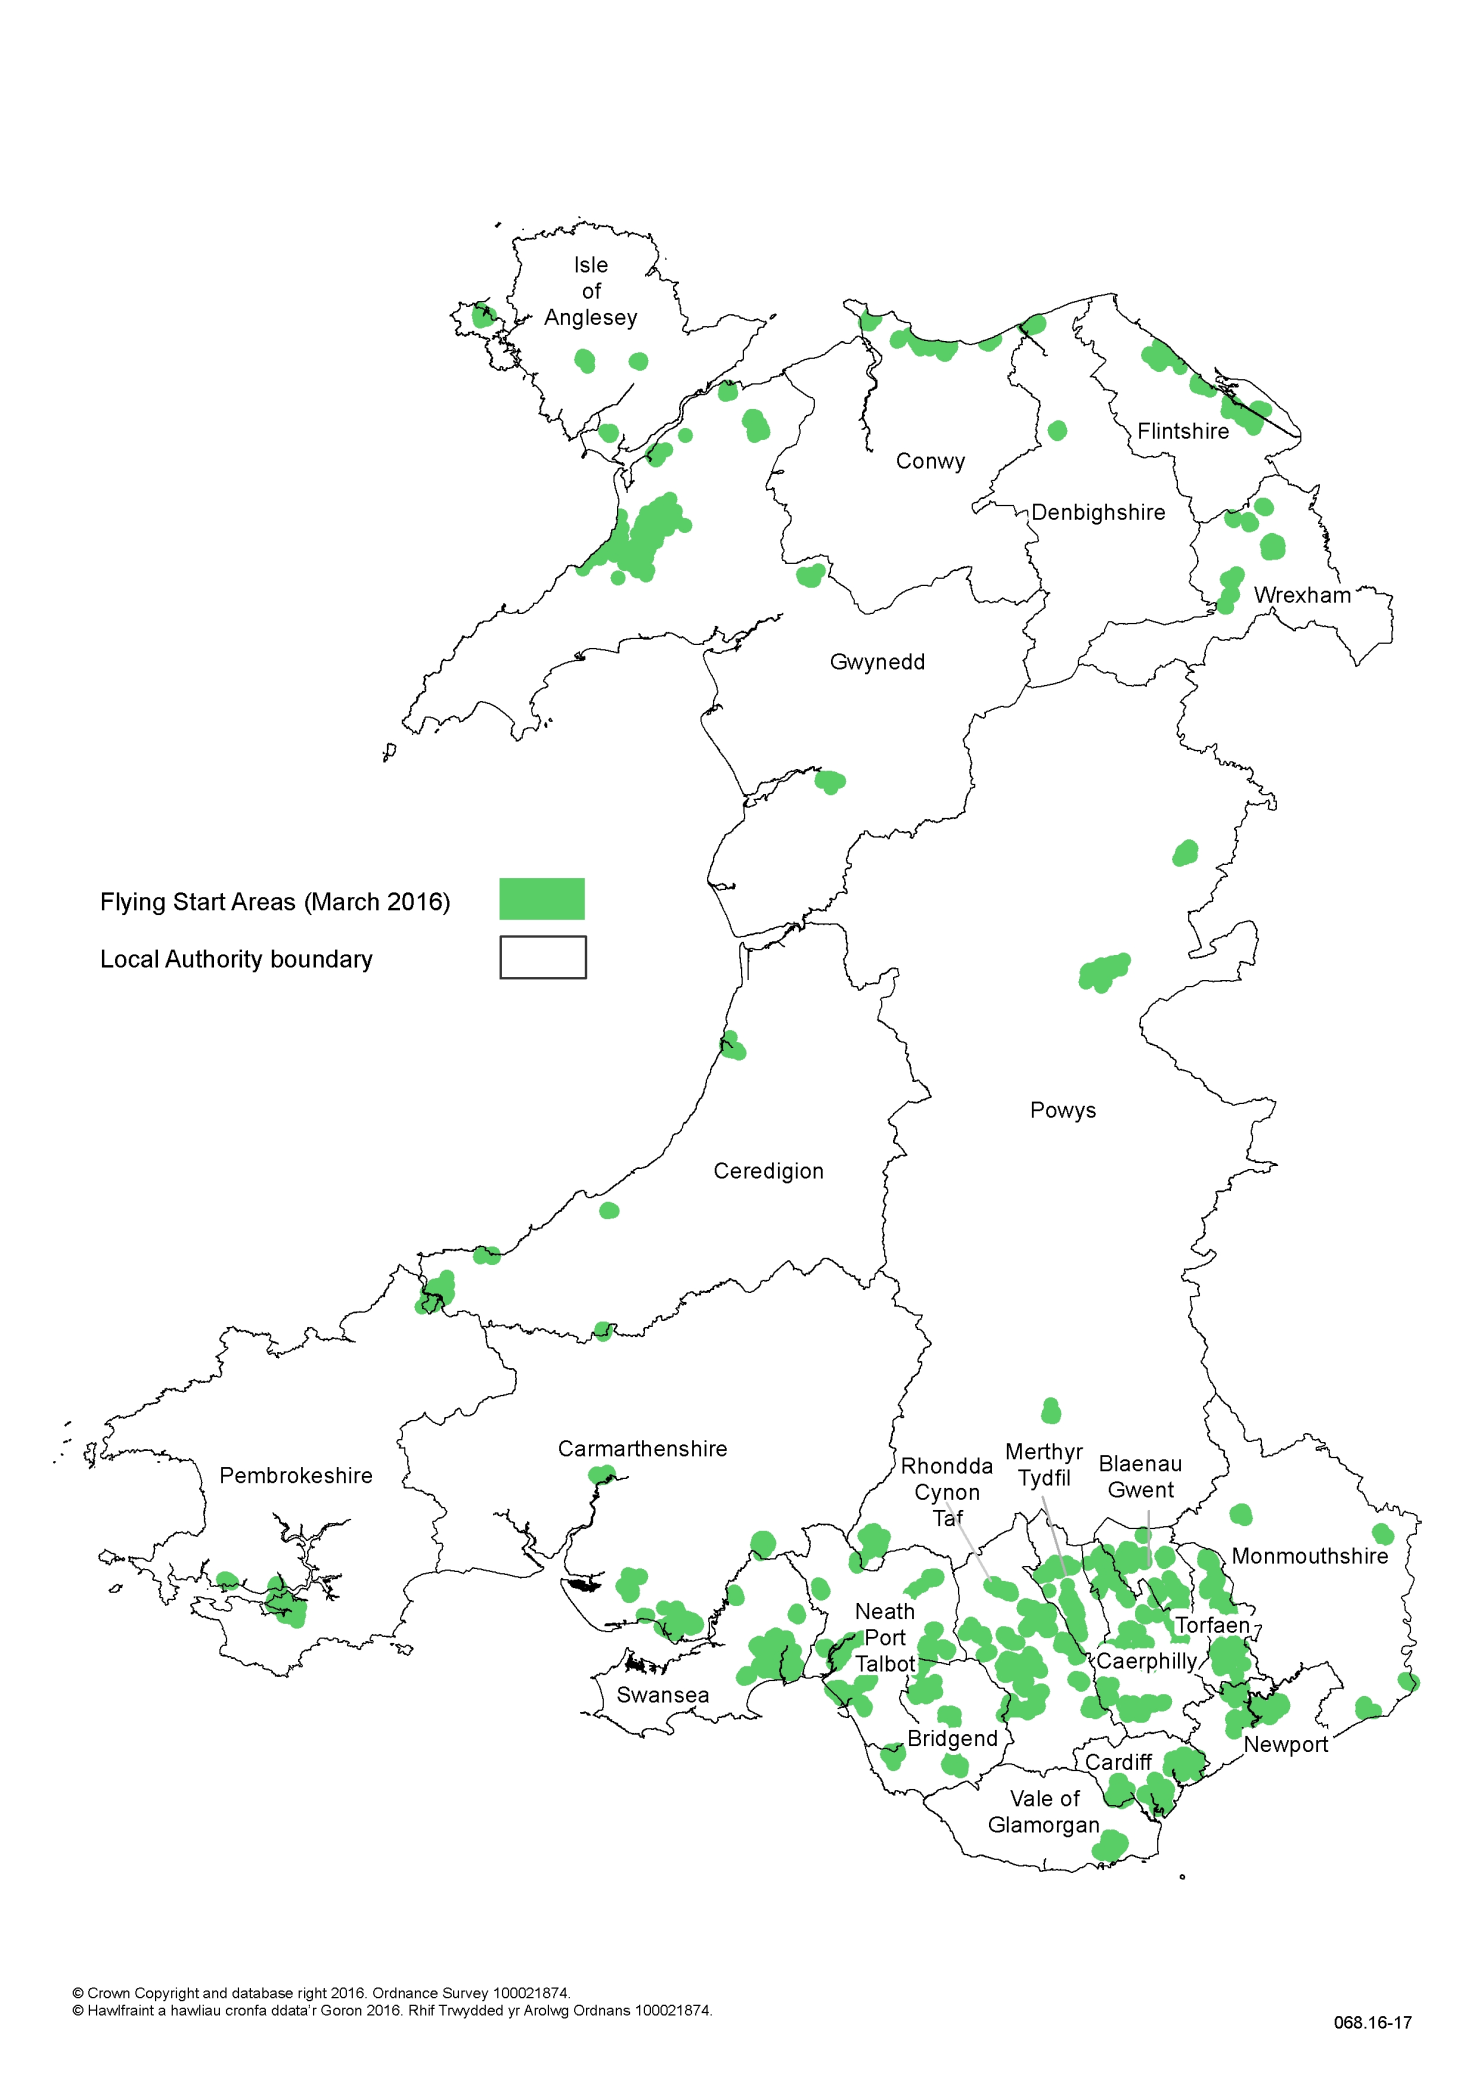 Isle
of
Anglesey
Flintshire
Conwy
Denbighshire
Wrexham
Gwynedd
Flying Start Areas (March 2016)
Local Authority boundary
Powys
Ceredigion
Carmarthenshire
Pembrokeshire
Rhondda
Cynon
Taf
Merthyr
Tydfil
Blaenau
Gwent
Monmouthshire
Neath
Port
Talbot
Torfaen
Caerphilly
Swansea
Bridgend
Newport
Cardiff
Vale of
Glamorgan
© Crown Copyright and database right 2016. Ordnance Survey 100021874.
© Hawlfraint a hawliau cronfa ddata'r Goron 2016. Rhif Trwydded yr Arolwg Ordnans 100021874.
068.16-17